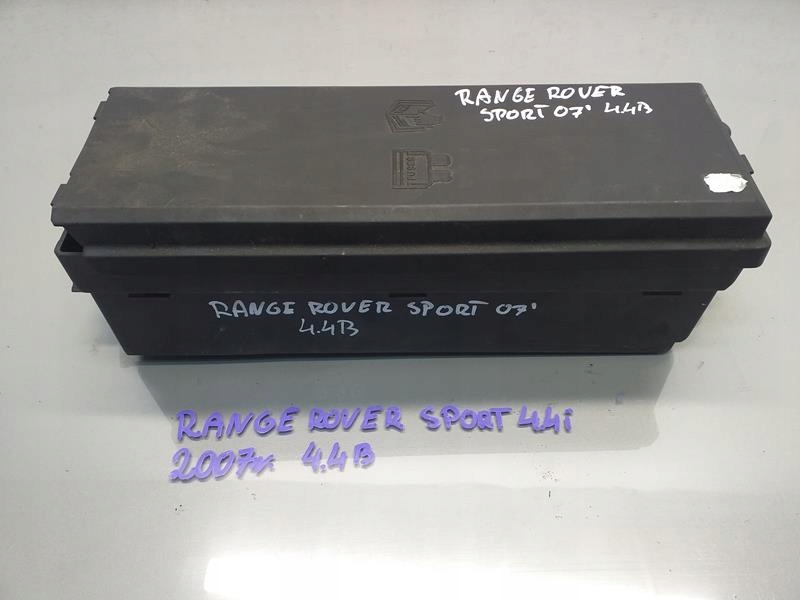 RANGE ROVER
SPORT 07' 4.4B
FUSES
RANGE ROVER SPORT 07'
4.4B
RANGE ROVER SPORT 4.4i
2007r. 4.4B